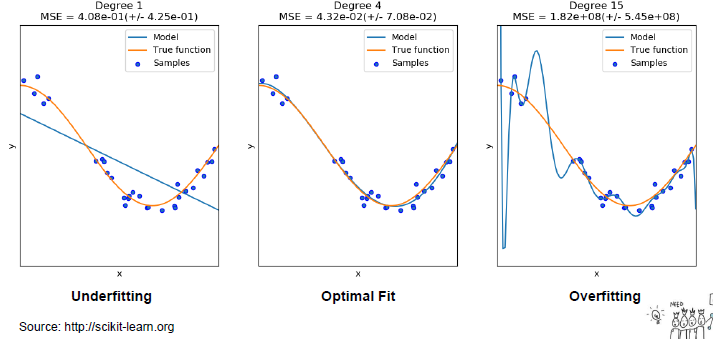 Degree 1
MSE = 4.08e-01(+/- 4.25e-01)
Model
True function
Samples
y
x
Underfitting
Degree 4
MSE = 4.32e-02(+/- 7.08e-02)
Model
True function
Samples
y
x
Optimal Fit
Degree 15
MSE = 1.82e+08(+/- 5.45e+08)
Model
True function
Samples
y
x
Overfitting
Source: http://scikit-learn.org
NEED